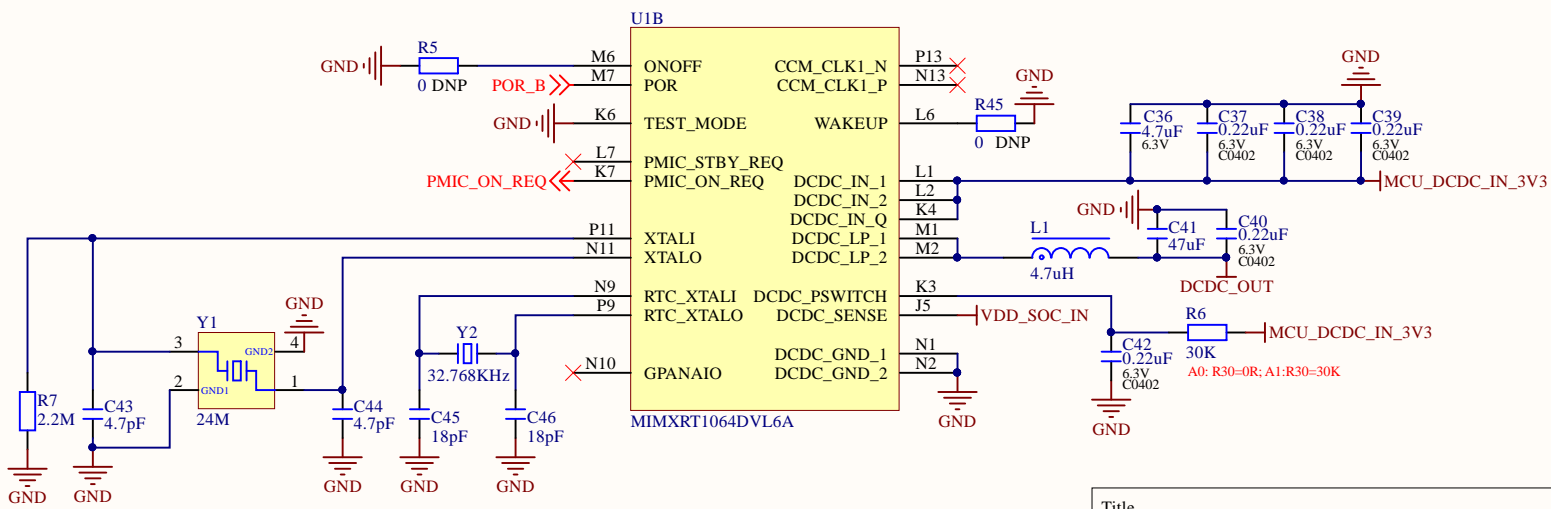 U1B
GND
R5
0 DNP
M6
ONOFF
POR_B
M7
POR
GND
K6
TEST_MODE
L7
PMIC_STBY_REQ
PMIC_ON_REQ
K7
PMIC_ON_REQ
P11
XTALI
N11
XTALO
N9
RTC_XTALI
P9
RTC_XTALO
N10
GPANAIO
CCM_CLK1_N
P13
CCM_CLK1_P
N13
WAKEUP
L6
R45
0 DNP
GND
DCDC_IN_1
L1
DCDC_IN_2
L2
DCDC_IN_Q
K4
DCDC_LP_1
M1
DCDC_LP_2
M2
DCDC_PSWITCH
K3
DCDC_SENSE
J5
VDD_SOC_IN
DCDC_GND_1
N1
DCDC_GND_2
N2
GND
MIMXRT1064DVL6A
GND
C36
4.7uF
6.3V
C37
0.22uF
6.3V
C0402
C38
0.22uF
6.3V
C0402
C39
0.22uF
6.3V
C0402
MCU_DCDC_IN_3V3
GND
C41
47uF
C40
0.22uF
6.3V
C0402
L1
4.7uH
DCDC_OUT
R6
30K
MCU_DCDC_IN_3V3
A0: R30=0R; A1:R30=30K
C42
0.22uF
6.3V
C0402
GND
GND
Y1
3
GND2
4
2
GND1
1
24M
R7
2.2M
GND
C43
4.7pF
GND
C44
4.7pF
GND
Y2
32.768KHz
C45
18pF
GND
C46
18pF
GND
Title